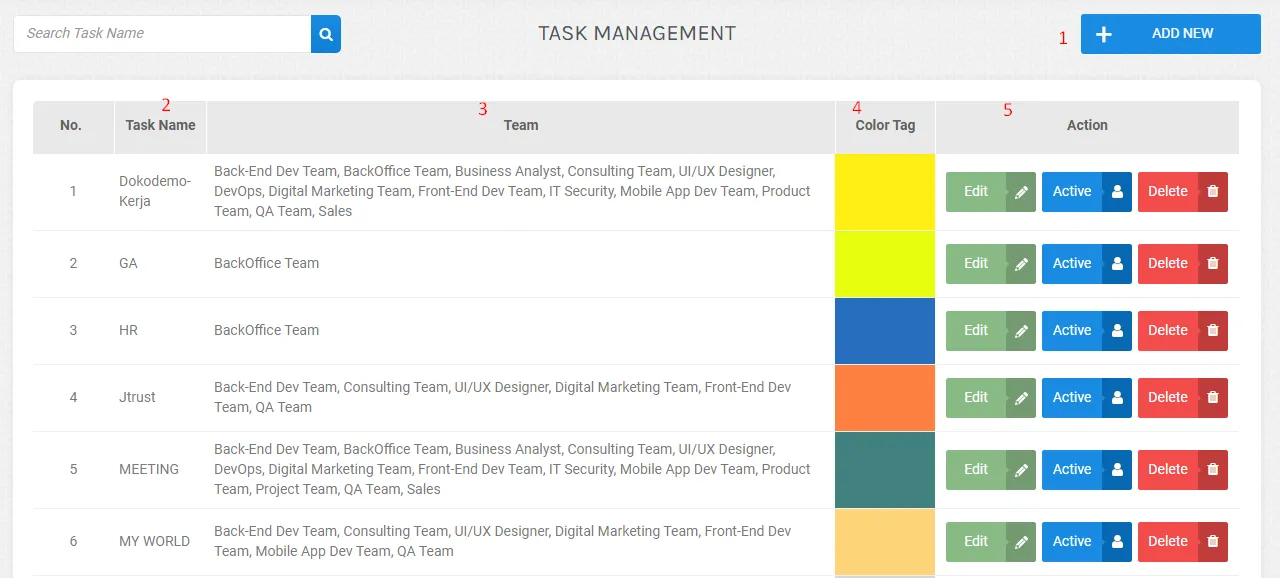 Search Task Name
TASK MANAGEMENT
1
ADD NEW
2
3
4
5
No.
Task Name
Team
Color Tag
Action
1
Dokodemo-
Kerja
Back-End Dev Team, BackOffice Team, Business Analyst, Consulting Team, UI/UX Designer,
DevOps, Digital Marketing Team, Front-End Dev Team, IT Security, Mobile App Dev Team, Product
Team, QA Team, Sales
Edit
Active
Delete
2
GA
BackOffice Team
Edit
Active
Delete
3
HR
BackOffice Team
Edit
Active
Delete
4
Jtrust
Back-End Dev Team, Consulting Team, UI/UX Designer, Digital Marketing Team, Front-End Dev
Team, QA Team
Edit
Active
Delete
5
MEETING
Back-End Dev Team, BackOffice Team, Business Analyst, Consulting Team, UI/UX Designer,
DevOps, Digital Marketing Team, Front-End Dev Team, IT Security, Mobile App Dev Team, Product
Team, Project Team, QA Team, Sales
Edit
Active
Delete
6
MY WORLD
Back-End Dev Team, Consulting Team, UI/UX Designer, Digital Marketing Team, Front-End Dev
Team, Mobile App Dev Team, QA Team
Edit
Active
Delete